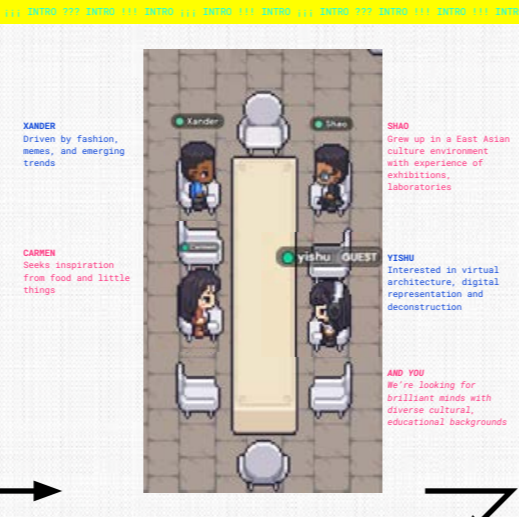 ¡¡¡ INTRO ??? INTRO !!! INTRO ¡¡¡ INTRO !!! INTRO ¡¡¡ INTRO ??? INTRO !!! INTRO !!! INTR
Xander
Shao
Carmen
yishu GUEST
XANDER
Driven by fashion,
memes, and emerging
trends
CARMEN
Seeks inspiration
from food and little
things
SHAO
Grew up in a East Asian
culture environment
with experience of
exhibitions,
laboratories
YISHU
Interested in virtual
architecture, digital
representation and
deconstruction
AND YOU
We're looking for
brilliant minds with
diverse cultural,
educational backgrounds